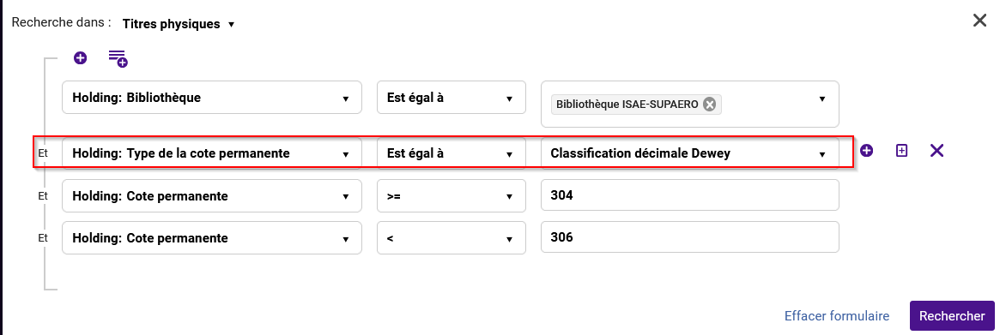 Recherche dans : Titres physiques
Holding: Bibliothèque Est égal à Bibliothèque ISAE-SUPAERO
Et Holding: Type de la cote permanente Est égal à Classification décimale Dewey
Et Holding: Cote permanente >= 304
Et Holding: Cote permanente < 306
Effacer formulaire Rechercher